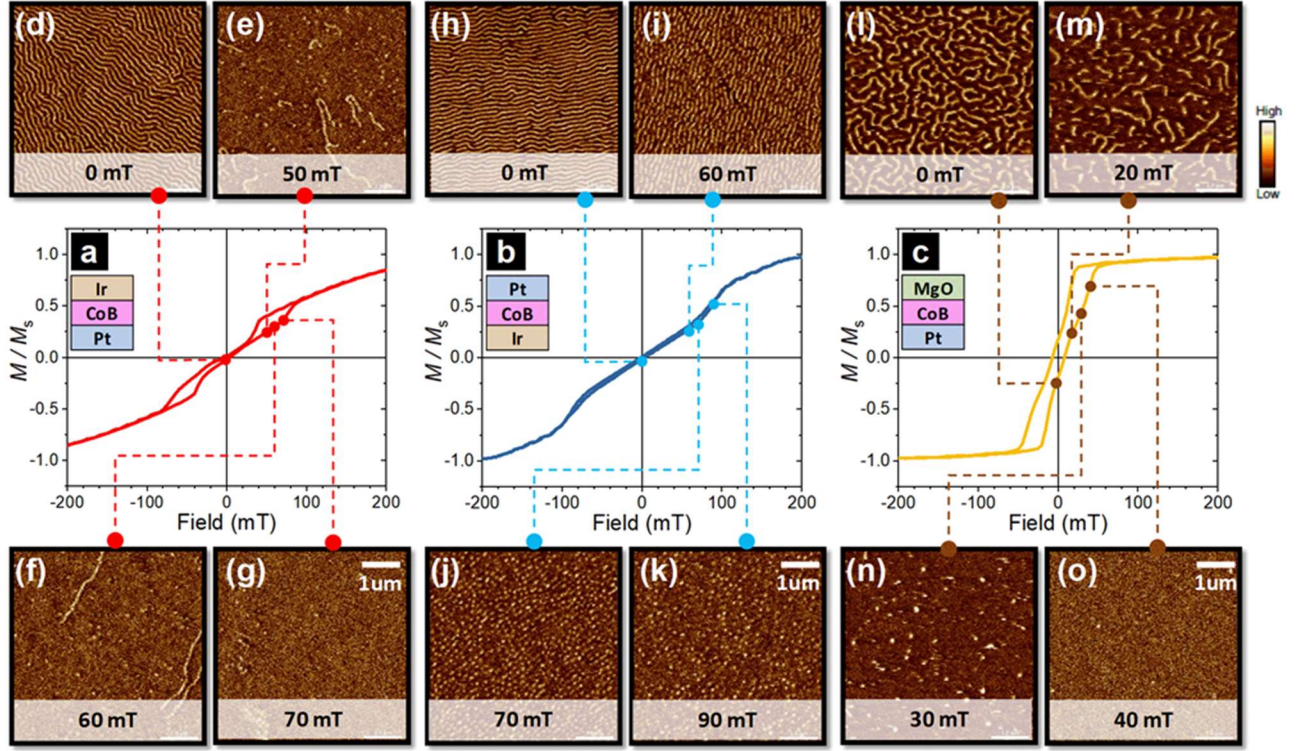 (d)
(e)
(h)
(i)
(l)
(m)
0 mT
50 mT
0 mT
60 mT
0 mT
20 mT
High
Low
a
Ir
CoB
Pt
1.0
0.5
0.0
-0.5
-1.0
M / Ms
-200 -100 0 100 200
Field (mT)
b
Pt
CoB
Ir
1.0
0.5
0.0
-0.5
-1.0
M / Ms
-200 -100 0 100 200
Field (mT)
c
MgO
CoB
Pt
1.0
0.5
0.0
-0.5
-1.0
M / Ms
-200 -100 0 100 200
Field (mT)
(f)
(g)
1um
(j)
(k)
1um
(n)
(o)
1um
60 mT
70 mT
70 mT
90 mT
30 mT
40 mT